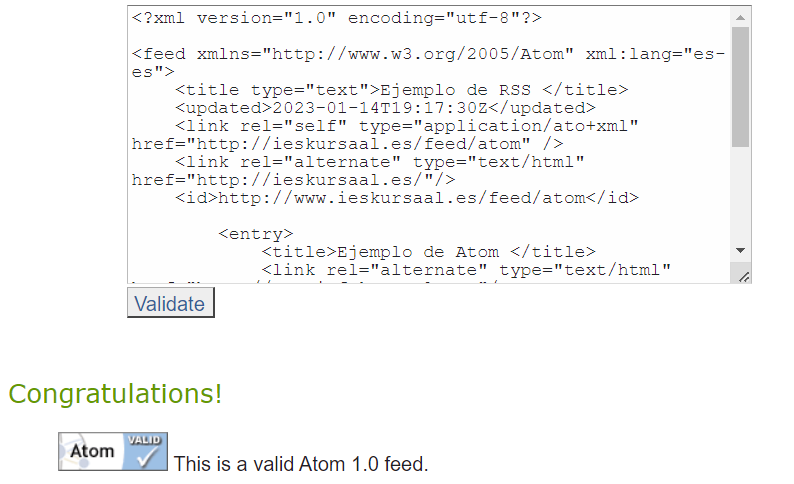 <?xml version="1.0" encoding="utf-8"?>
<feed xmlns="http://www.w3.org/2005/Atom" xml:lang="es-
es">
<title type="text">Ejemplo de RSS </title>
<updated>2023-01-14T19:17:30Z</updated>
<link rel="self" type="application/ato+xml"
href="http://ieskursaal.es/feed/atom" />
<link rel="alternate" type="text/html"
href="http://ieskursaal.es/"/>
<id>http://www.ieskursaal.es/feed/atom</id>
<entry>
<title>Ejemplo de Atom </title>
<link rel="alternate" type="text/html"
Validate
Congratulations!
Atom VALID
This is a valid Atom 1.0 feed.